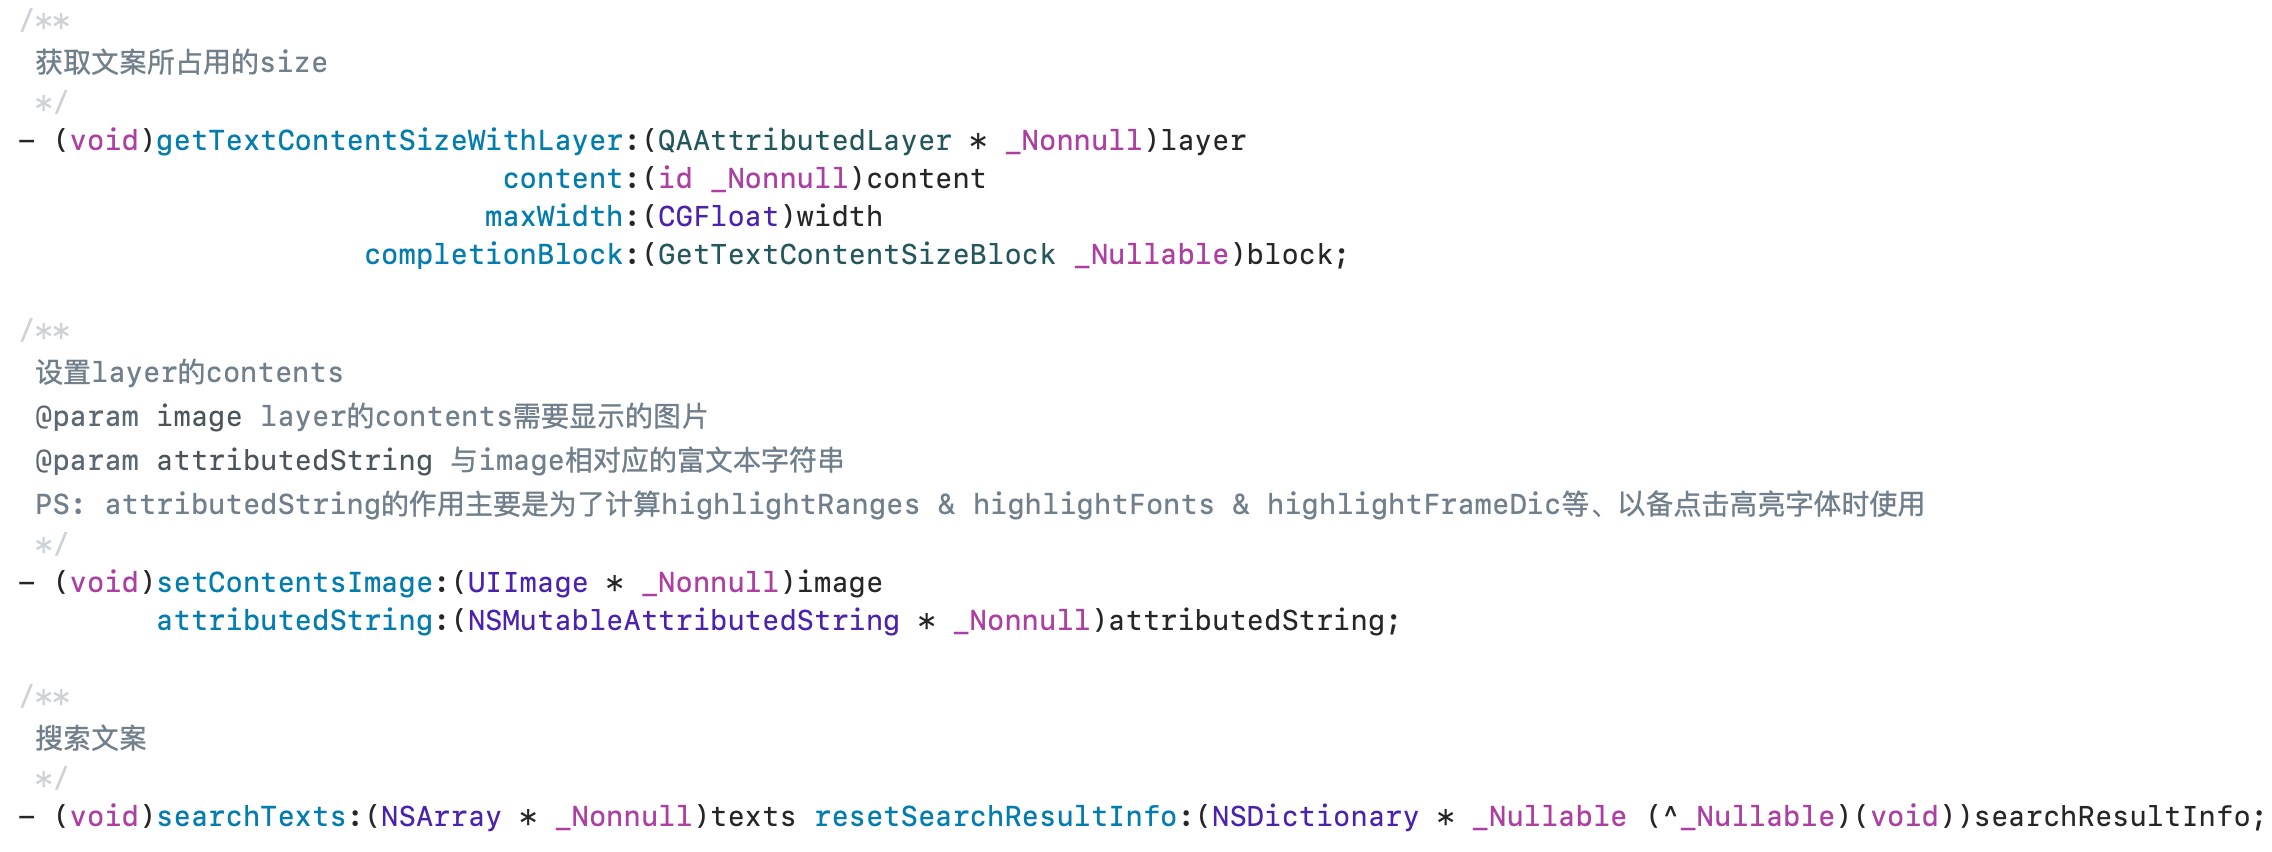 /**
 获取文案所占用的size
 */
- (void)getTextContentSizeWithLayer:(QAAttributedLayer * _Nonnull)layer
                            content:(id _Nonnull)content
                           maxWidth:(CGFloat)width
                    completionBlock:(GetTextContentSizeBlock _Nullable)block;

/**
 设置layer的contents
 @param image layer的contents需要显示的图片
 @param attributedString 与image相对应的富文本字符串
 PS: attributedString的作用主要是为了计算highlightRanges & highlightFonts & highlightFrameDic等、以备点击高亮字体时使用
 */
- (void)setContentsImage:(UIImage * _Nonnull)image
        attributedString:(NSMutableAttributedString * _Nonnull)attributedString;

/**
 搜索文案
 */
- (void)searchTexts:(NSArray * _Nonnull)texts resetSearchResultInfo:(NSDictionary * _Nullable (^_Nullable)(void))searchResultInfo;